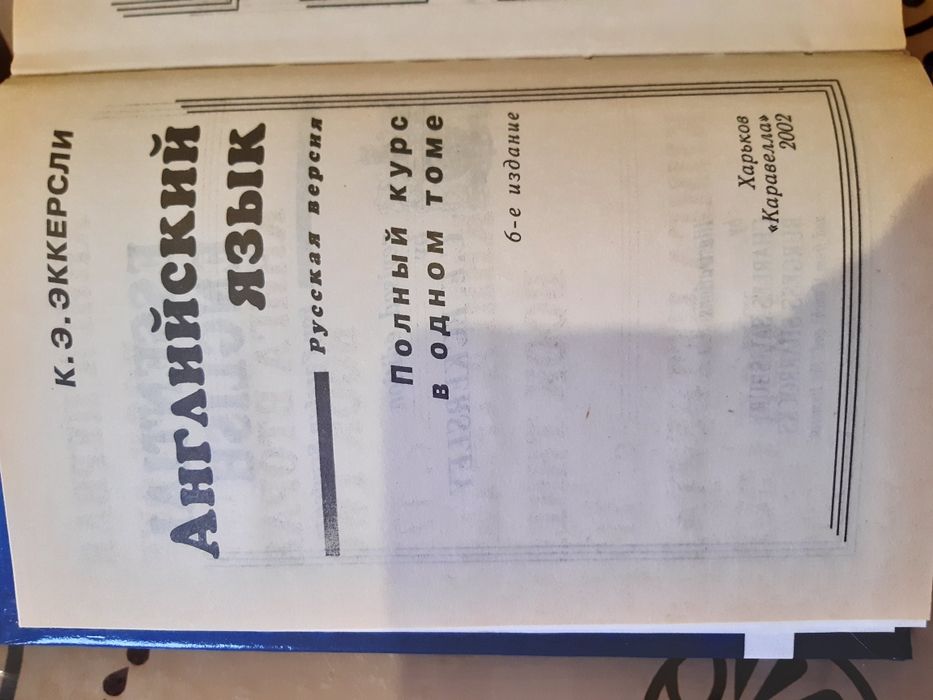 К. Э. ЭККЕРСЛИ
Английский
язык
Русская версия
Полный курс
в одном томе
6-е издание
Харьков
«Каравелла»
2002